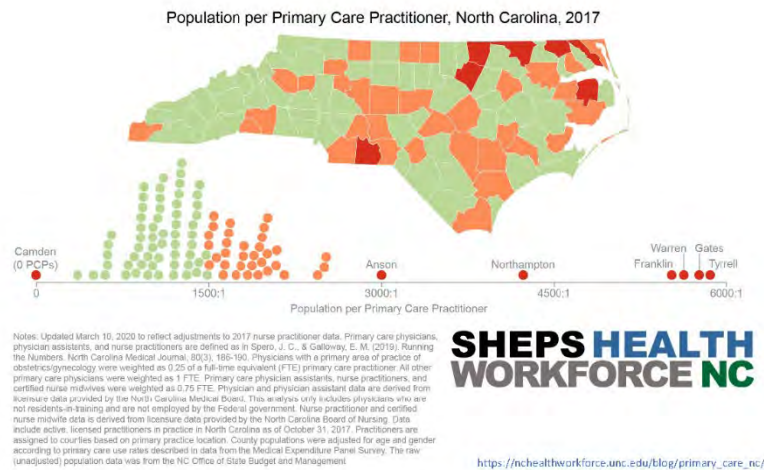 Population per Primary Care Practitioner, North Carolina, 2017
Camden
(0 PCPs)
Anson
Northampton
Warren
Gates
Franklin
Tyrrell
0
1500:1
3000:1
4500:1
6000:1
Population per Primary Care Practitioner
Notes: Updated March 10, 2020 to reflect adjustments to 2017 nurse practitioner data. Primary care physicians,
physician assistants, and nurse practitioners are defined as in Spero, J. C., & Galloway, E. M. (2019). Running
the Numbers. North Carolina Medical Journal, 80(3), 186-190. Physicians with a primary area of practice of
obstetrics/gynecology were weighted as 0.25 of a full-time equivalent (FTE) primary care practitioner. All other
primary care physicians were weighted as 1 FTE. Primary care physician assistants, nurse practitioners, and
certified nurse midwives were weighted as 0.75 FTE. Physician and physician assistant data are derived from
licensure data provided by the North Carolina Medical Board. This analysis only includes physicians who are
not residents-in-training and are not employed by the Federal government. Nurse practitioner and certified
nurse midwife data is derived from licensure data provided by the North Carolina Board of Nursing. Data
include active, licensed practitioners in practice in North Carolina as of October 31, 2017. Practitioners are
assigned to counties based on primary practice location. County populations were adjusted for age and gender
according to primary care use rates described in data from the Medical Expenditure Panel Survey. The raw
(unadjusted) population data was from the NC Office of State Budget and Management
SHEPS HEALTH
WORKFORCE NC
https://nchealthworkforce.unc.edu/blog/primary_care_nc/